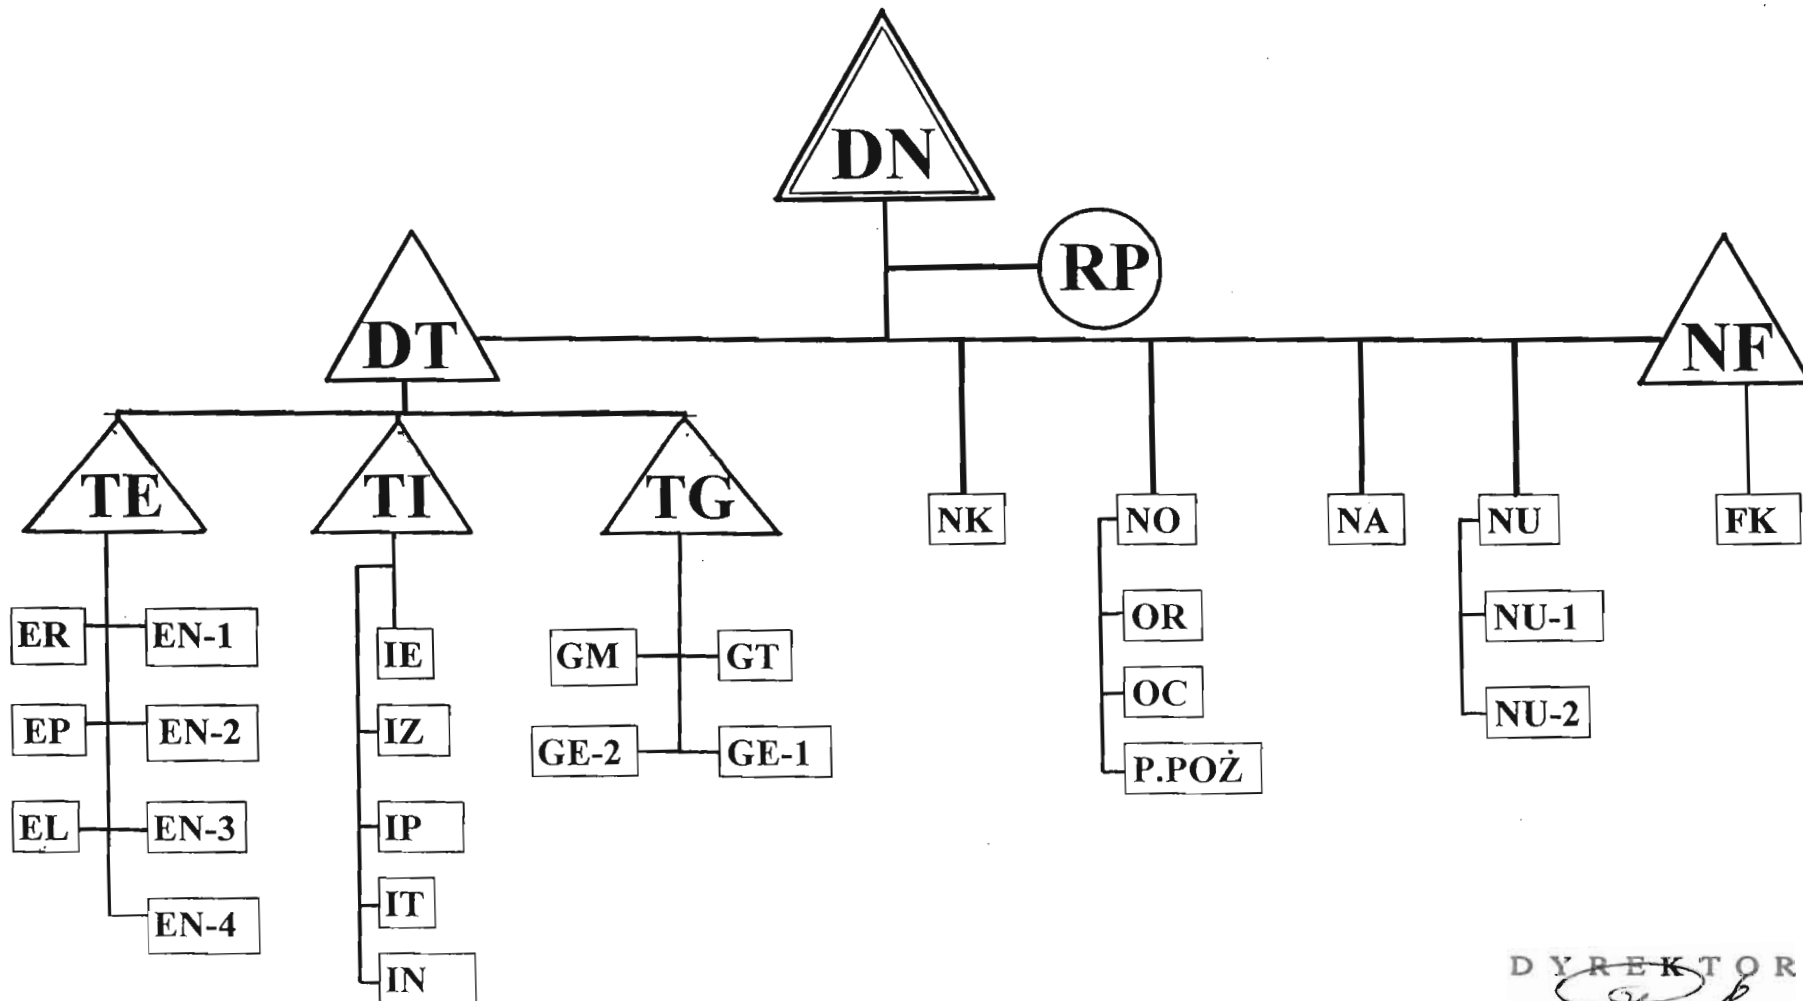 DN
RP
DT
NF
TE
TI
TG
NK
NO
NA
NU
FK
ER
EN-1
EP
EN-2
EL
EN-3
EN-4
IE
IZ
IP
IT
IN
GM
GT
GE-2
GE-1
OR
OC
P.POŻ
NU-1
NU-2
DYREKTOR